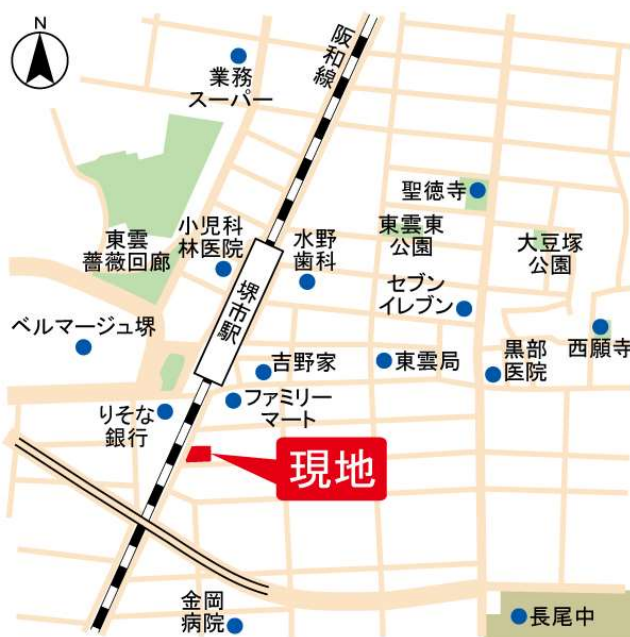 N
阪和線
業務
スーパー
聖徳寺
東雲
薔薇回廊
小児科
林医院
水野
歯科
東雲東
公園
大豆塚
公園
堺市駅
セブン
イレブン
ベルマージュ堺
吉野家
東雲局
黒部
医院
西願寺
りそな
銀行
ファミリー
マート
現地
金岡
病院
長尾中